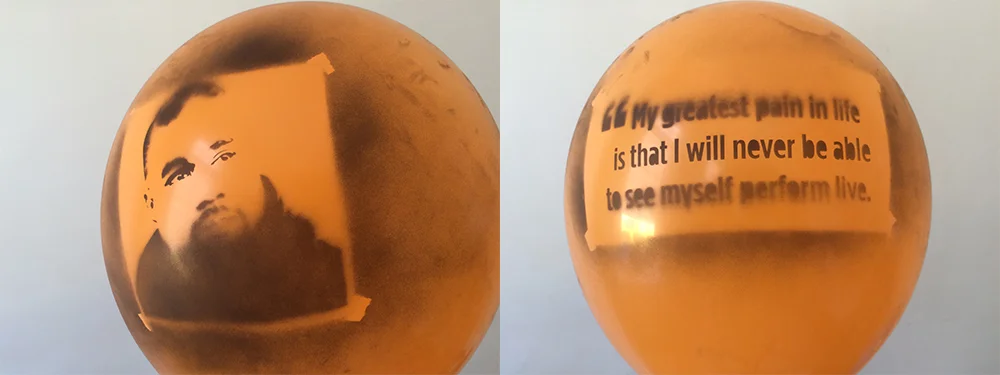 “ My greatest pain in life
is that I will never be able
to see myself perform live.